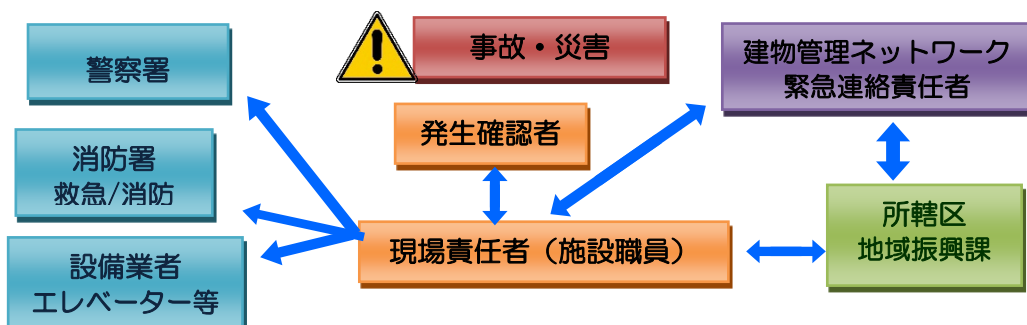 事故・災害
警察署
建物管理ネットワーク
緊急連絡責任者
発生確認者
消防署
救急/消防
所轄区
地域振興課
現場責任者（施設職員）
設備業者
エレベーター等